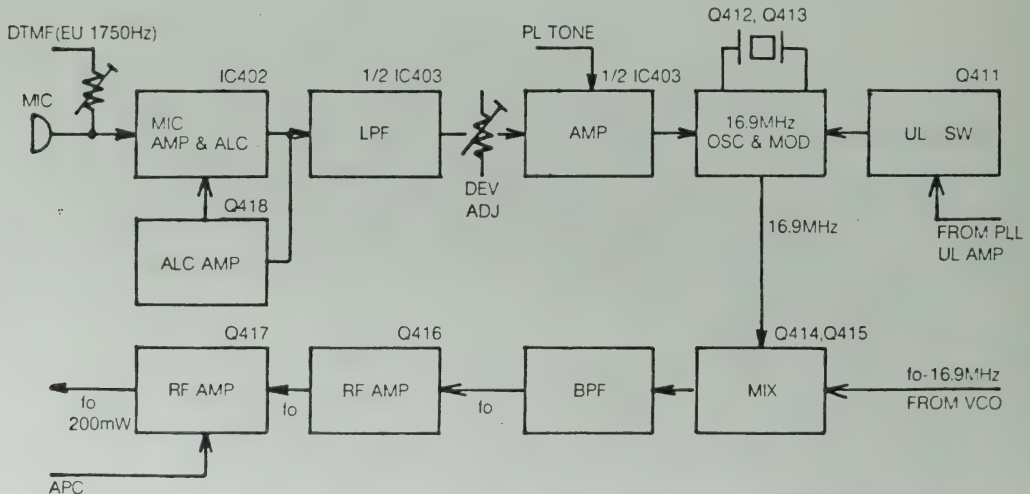 Q412, Q413
DTMF(EU 1750Hz)
PL TONE
IC402
1/2 IC403
1/2 IC403
Q411
MIC
MIC
AMP & ALC
LPF
AMP
16.9MHz
OSC & MOD
UL SW
DEV
ADJ
Q418
16.9MHz
FROM PLL
UL AMP
ALC AMP
Q417
Q416
Q414,Q415
RF AMP
RF AMP
BPF
MIX
fo-16.9MHz
FROM VCO
fo
200mW
fo
fo
APC